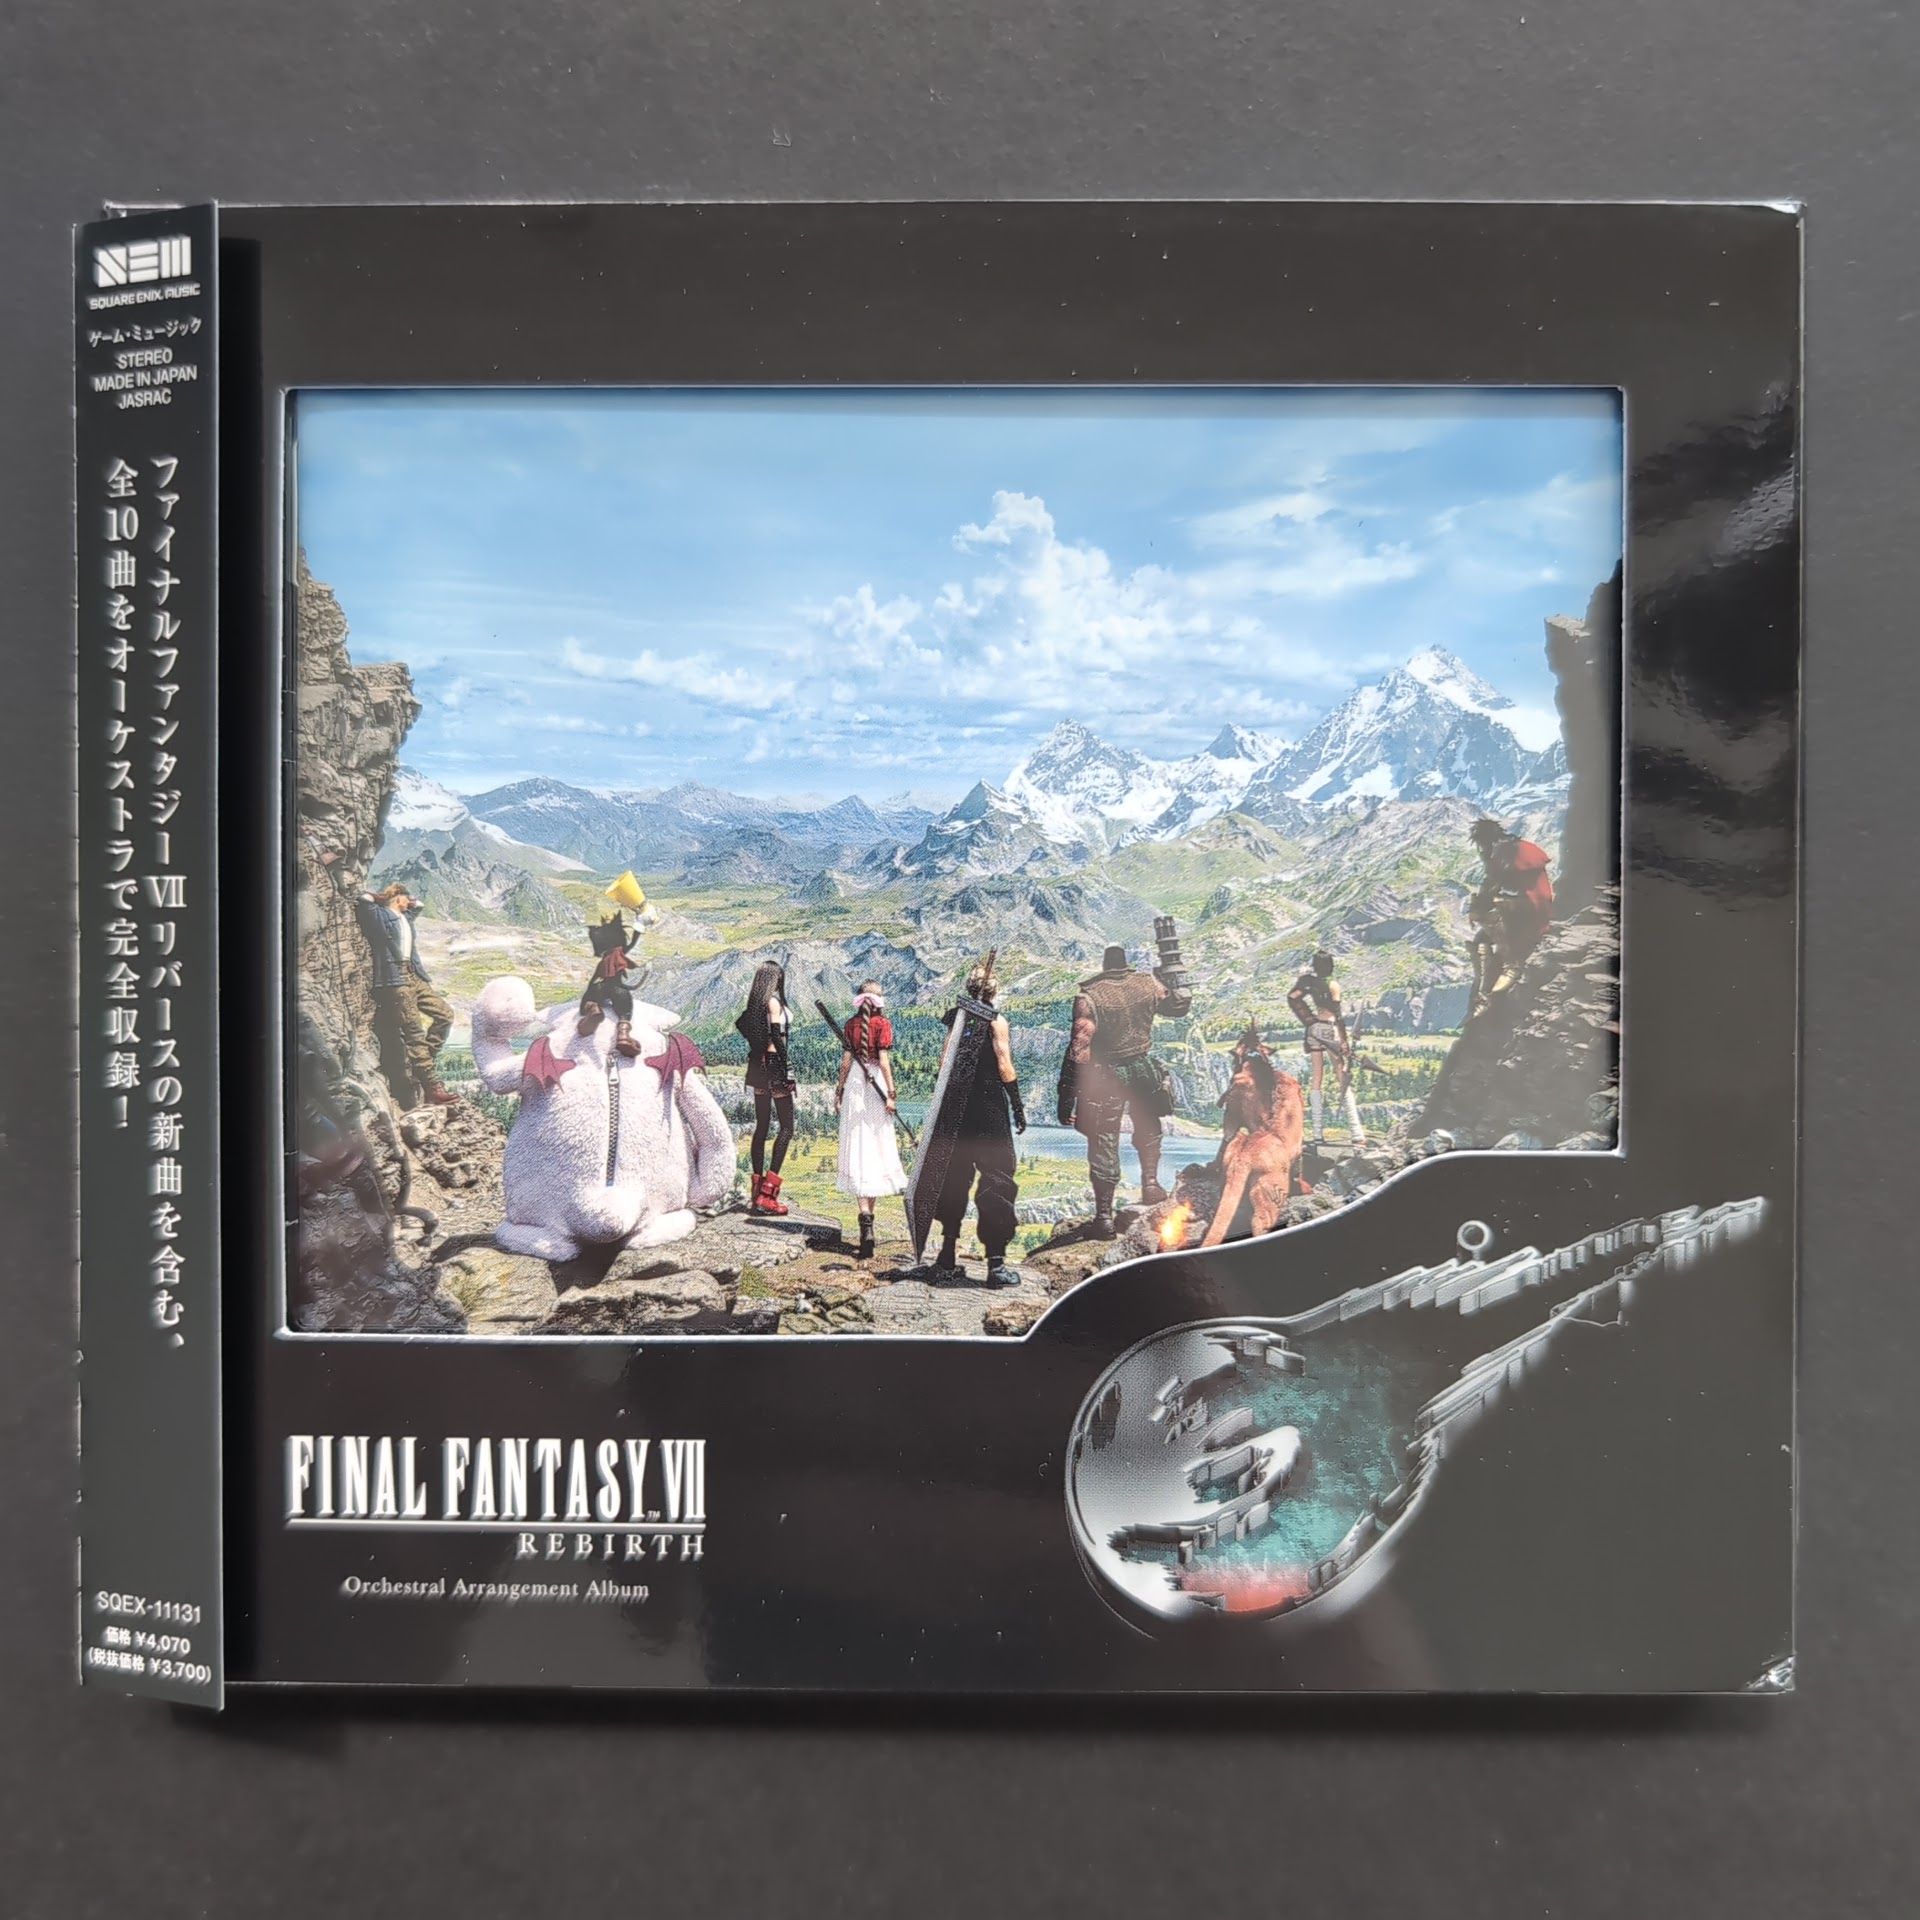 SEM
SQUARE ENIX MUSIC
ゲーム・ミュージック
STEREO
MADE IN JAPAN
JASRAC
ファイナルファンタジーVIIリバースの新曲を含む、
全10曲をオーケストラで完全収録!
SQEX-11131
価格 ¥4,070
(税抜価格 ¥3,700)
FINAL FANTASY VII
REBIRTH
Orchestral Arrangement Album